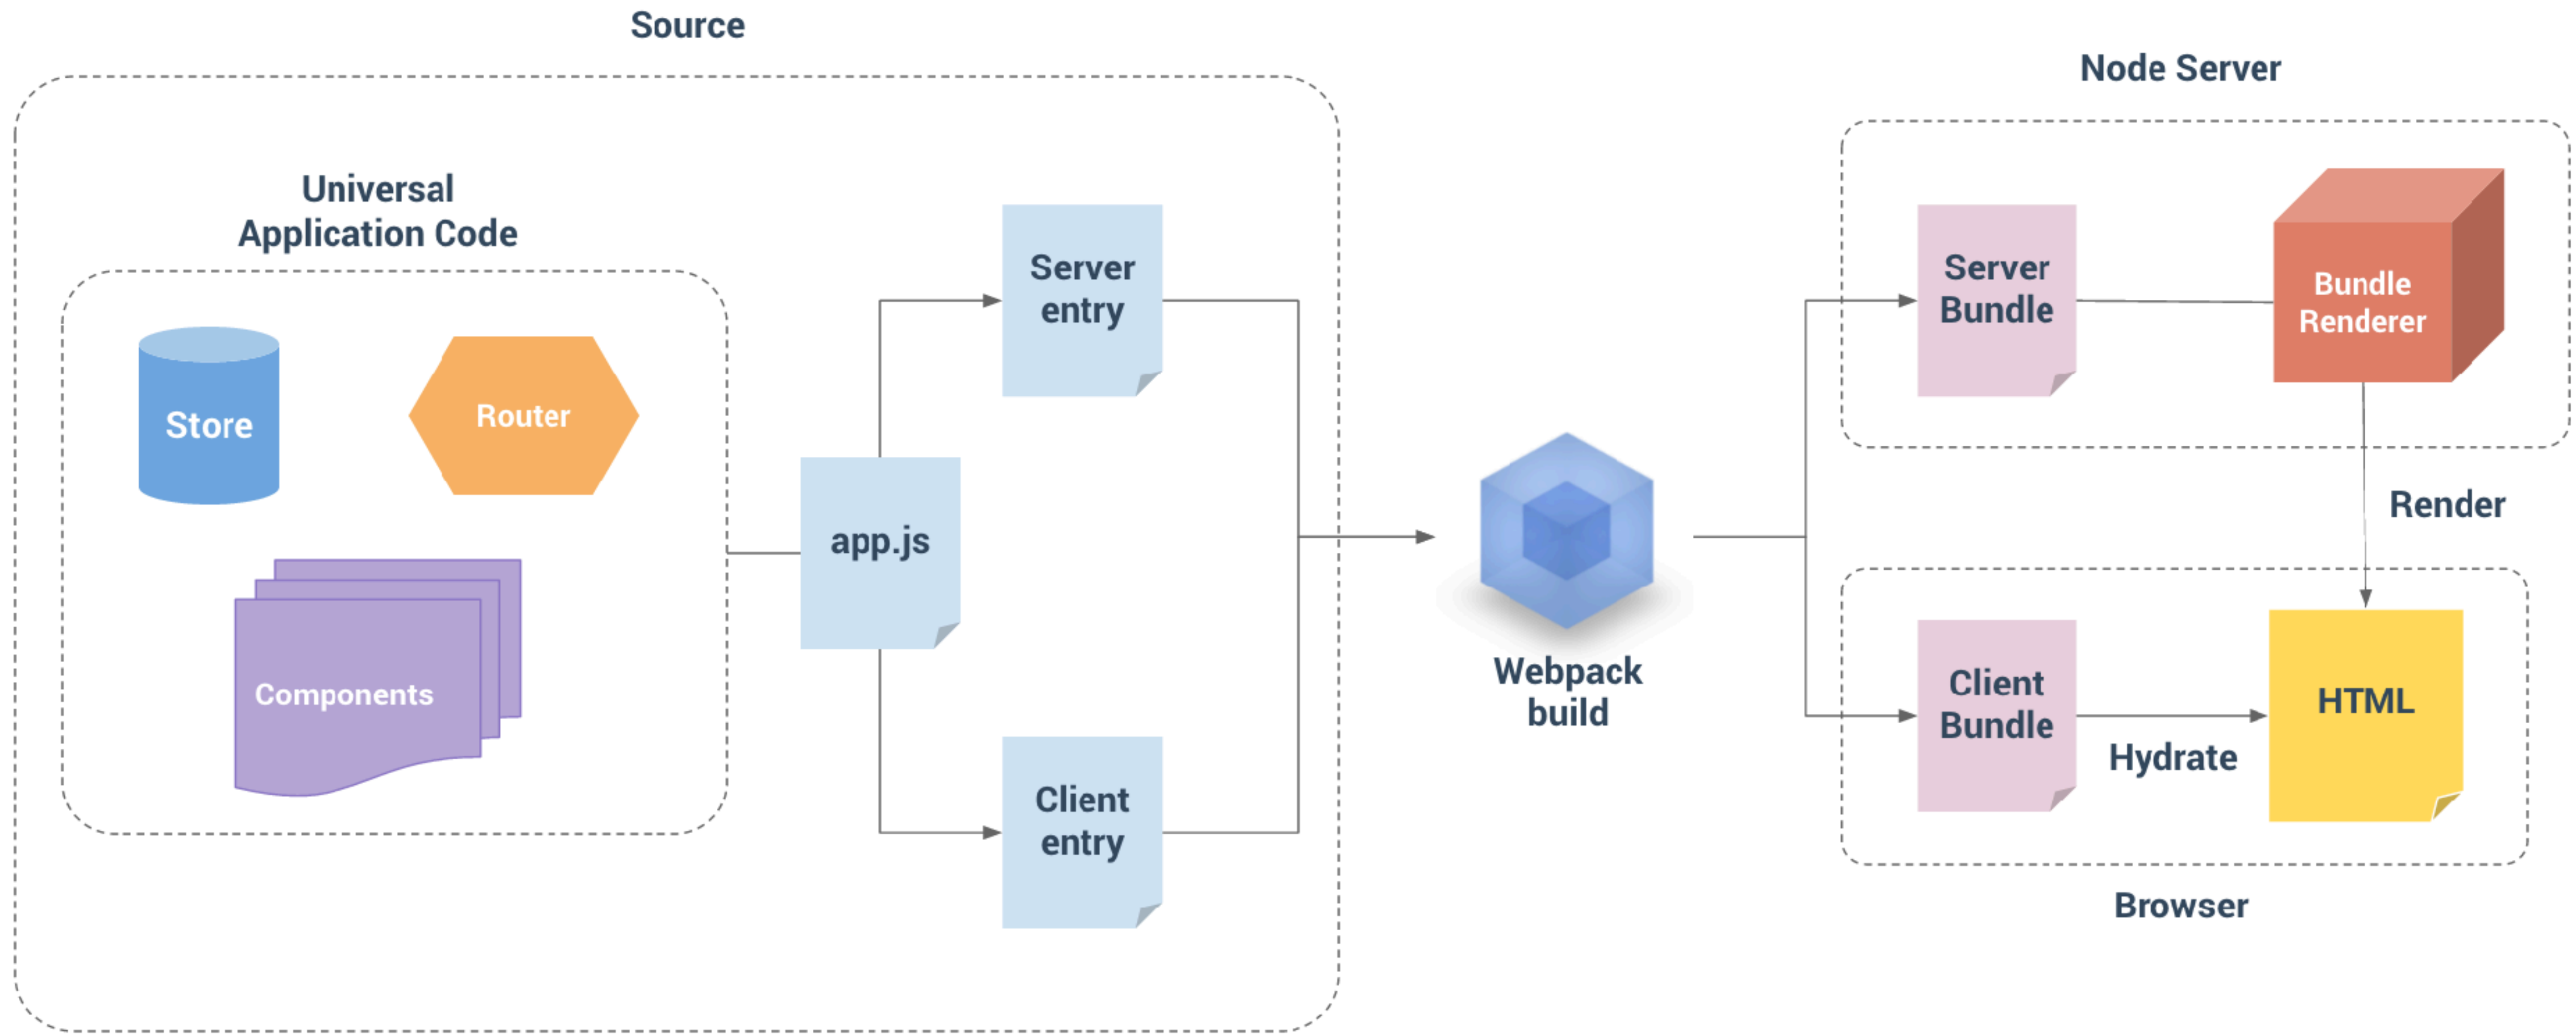 Source
Universal
Application Code
Store
Router
Components
app.js
Server
entry
Client
entry
Webpack
build
Node Server
Server
Bundle
Bundle
Renderer
Render
Client
Bundle
Hydrate
HTML
Browser